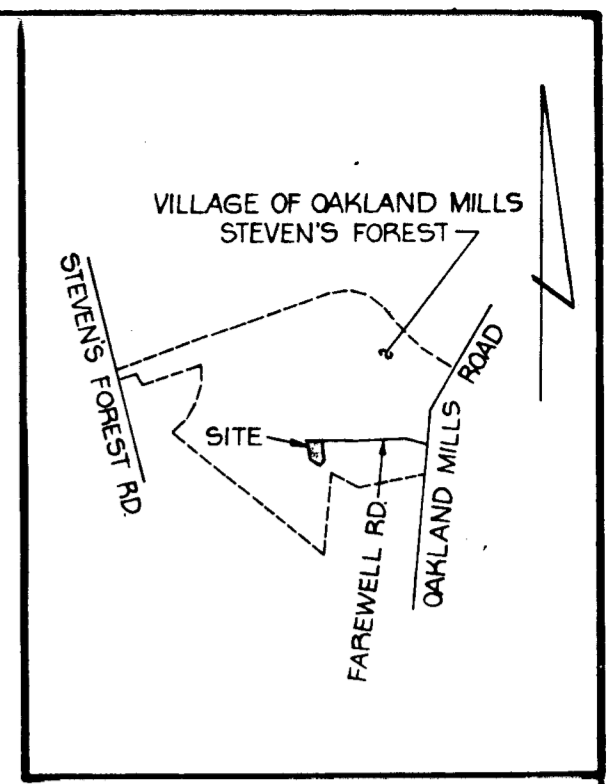 VILLAGE OF OAKLAND MILLS
STEVEN'S FOREST
STEVEN'S FOREST RD.
ROAD
OAKLAND MILLS
SITE
FAREWELL RD.